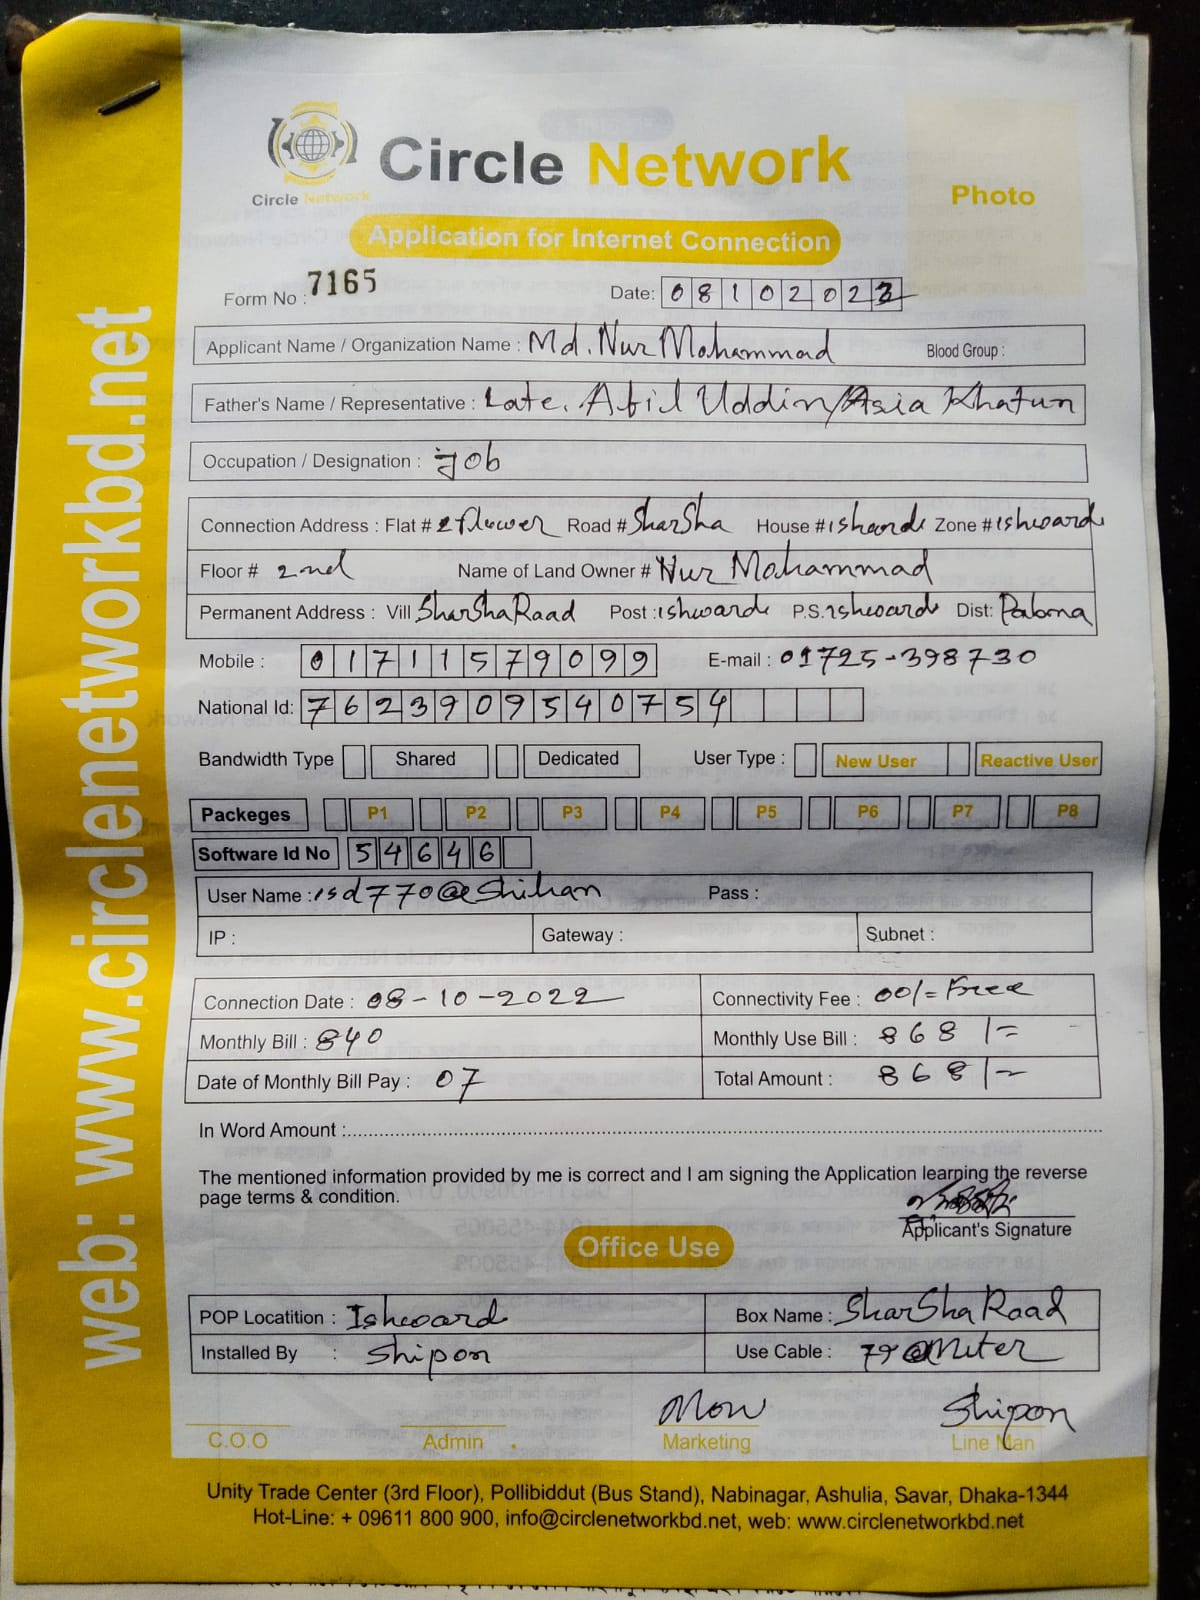 Circle Network
Circle Network
Photo
Application for Internet Connection
Form No : 7165
Date: 08102022
Applicant Name / Organization Name : Md. Nur Mohammad Blood Group :
Father's Name / Representative : Late. Abil Uddin/Asia Khatun
Occupation / Designation : Job
Connection Address : Flat # 2 flower Road # SharSha House # ishwardi Zone # ishwardi
Floor # 2nd Name of Land Owner # Nur Mohammad
Permanent Address : Vill SharSha Raad Post : ishwardi P.S. ishwardi Dist: Pabna
Mobile : 01711579099 E-mail : 01725-398730
National Id: 7623909540754
Bandwidth Type Shared Dedicated User Type : New User Reactive User
Packeges P1 P2 P3 P4 P5 P6 P7 P8
Software Id No 54646
User Name : isd770@Shihan Pass :
IP : Gateway : Subnet :
Connection Date : 08-10-2022 Connectivity Fee : 00/= Free
Monthly Bill : 840 Monthly Use Bill : 868/=
Date of Monthly Bill Pay : 07 Total Amount : 868/=
In Word Amount :
The mentioned information provided by me is correct and I am signing the Application learning the reverse
page terms & condition.
Applicant's Signature
Office Use
POP Locatition : Ishward Box Name : SharSha Raad
Installed By : Shipon Use Cable : Meter
Shipon
C.O.O Admin Marketing Line Man
Unity Trade Center (3rd Floor), Pollibiddut (Bus Stand), Nabinagar, Ashulia, Savar, Dhaka-1344
Hot-Line: + 09611 800 900, info@circlenetworkbd.net, web: www.circlenetworkbd.net
web: www.circlenetworkbd.net